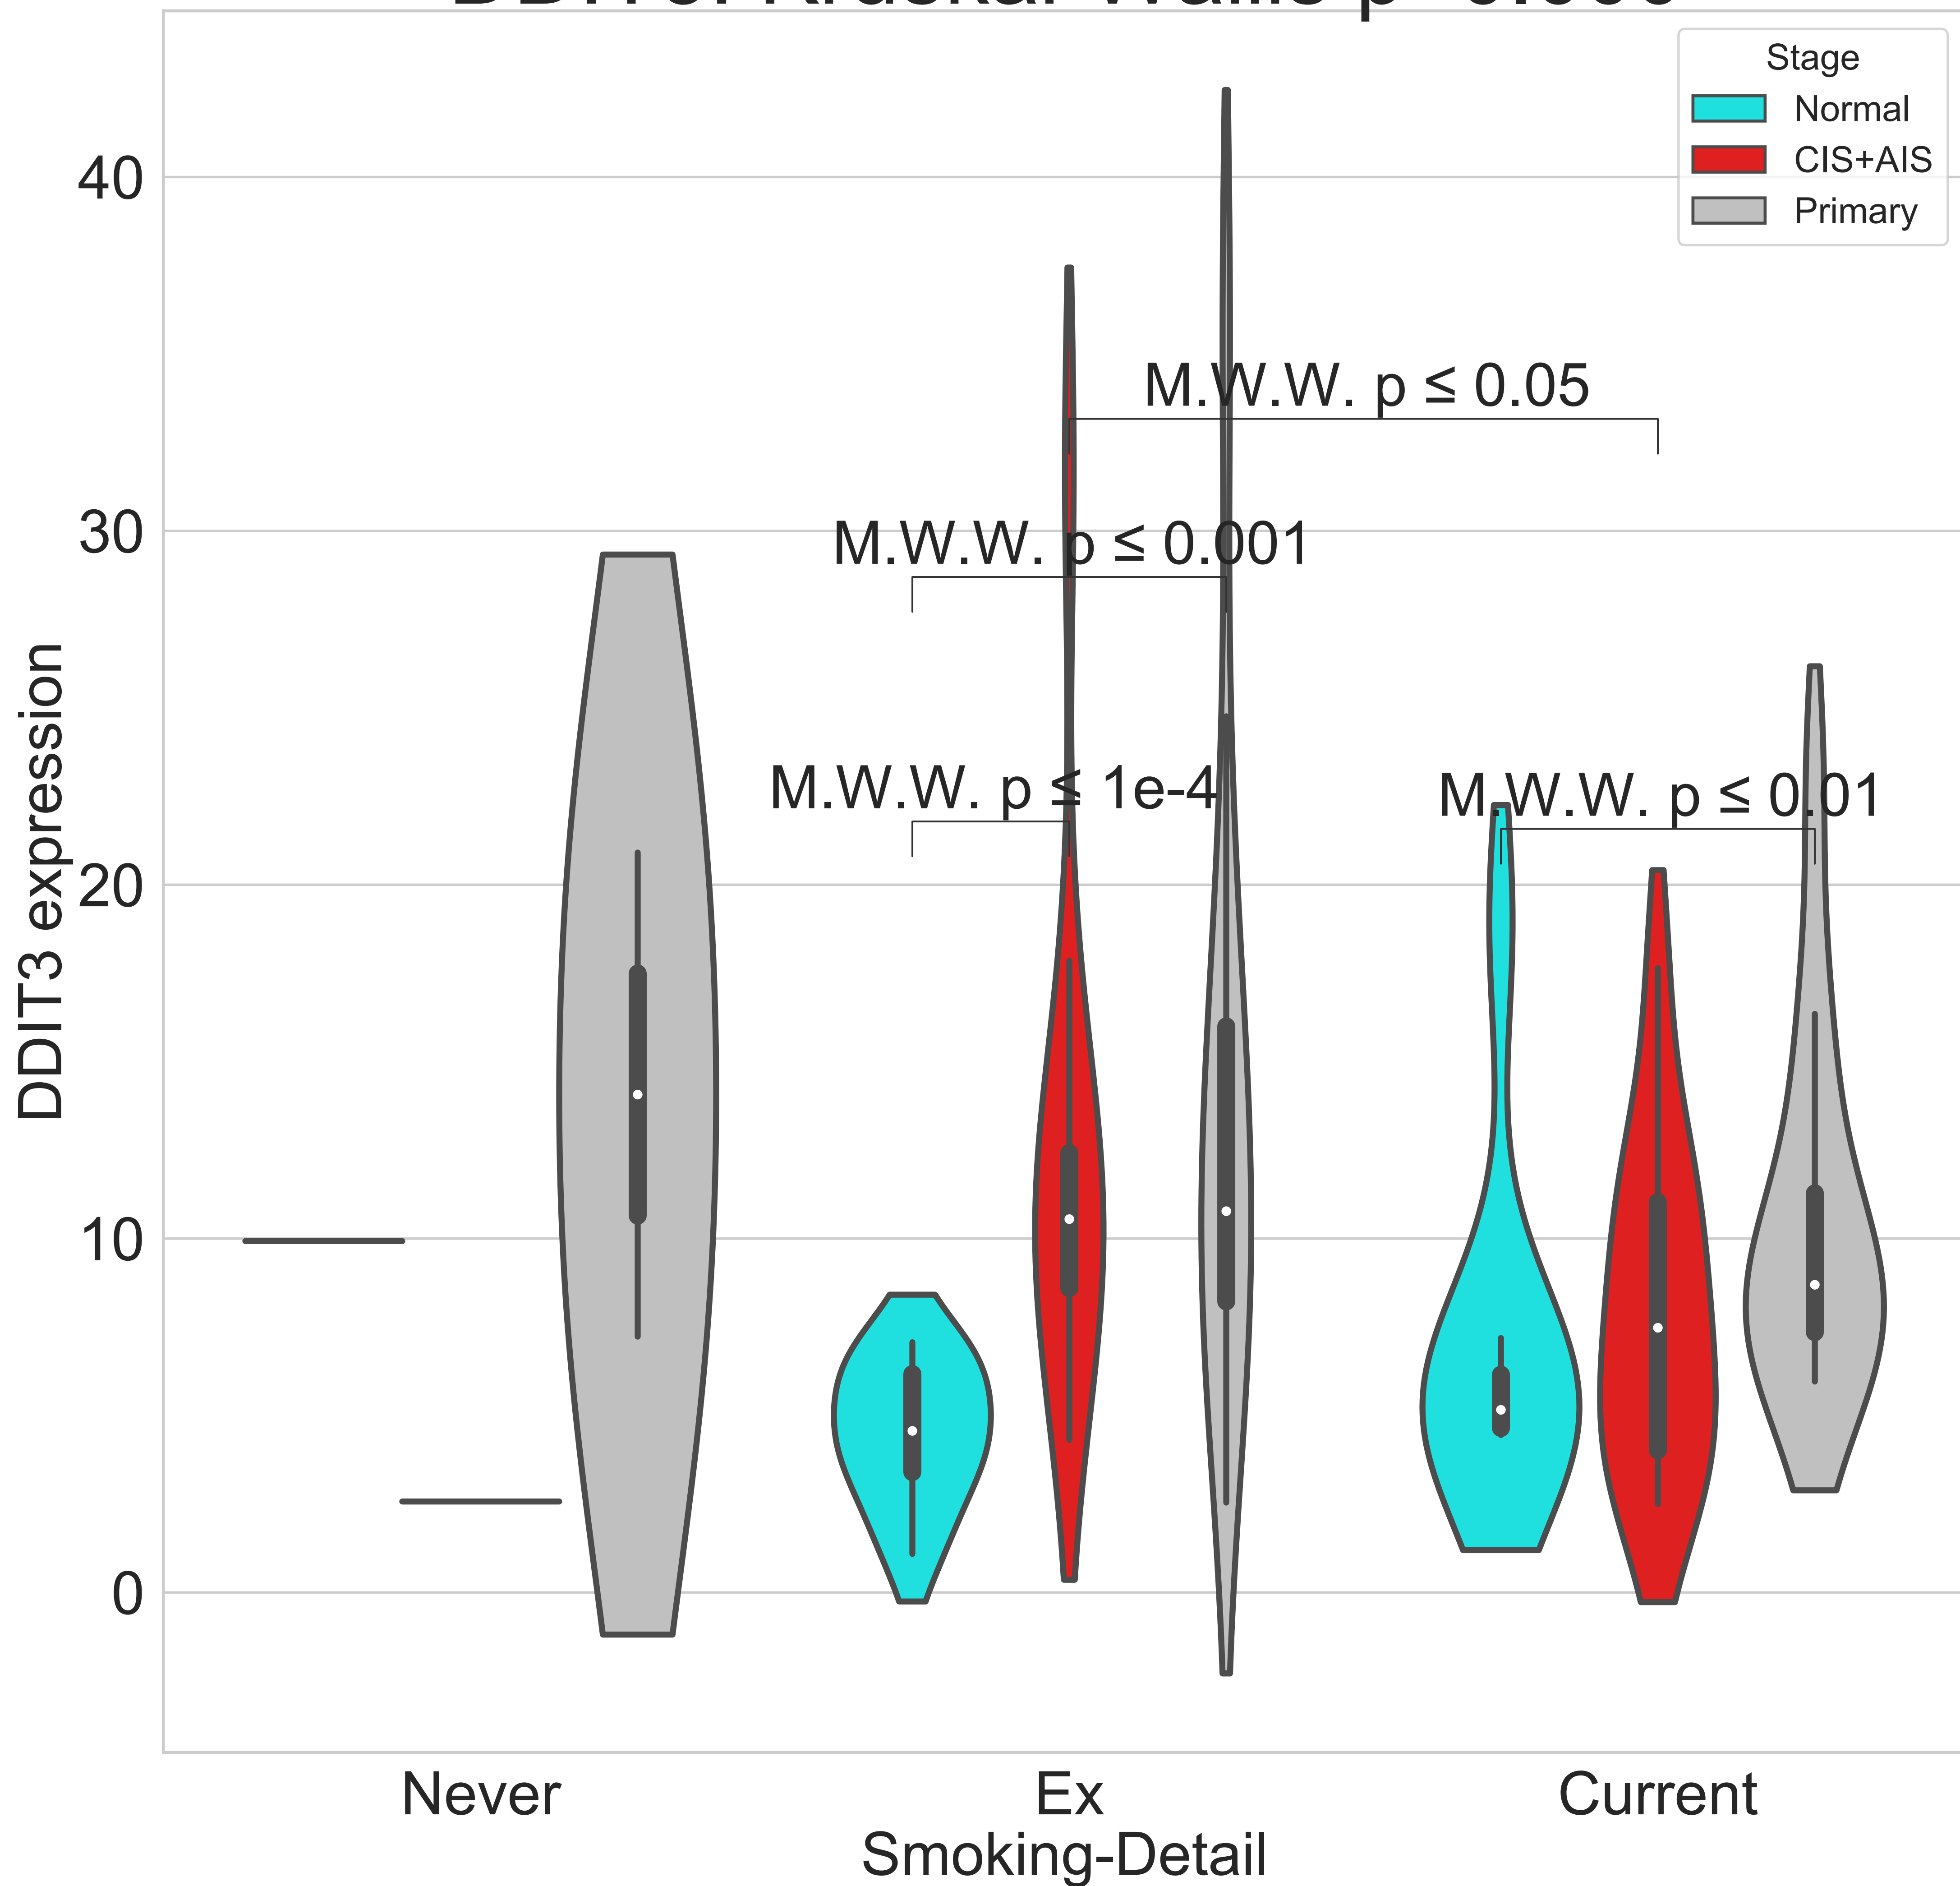 Stage
Normal
CIS+AIS
Primary
40
30
20
10
0
DDIT3 expression
M.W.W. p ≤ 0.05
M.W.W. p ≤ 0.001
M.W.W. p ≤ 1e-4
M.W.W. p ≤ 0.01
Never
Ex
Current
Smoking-Detail